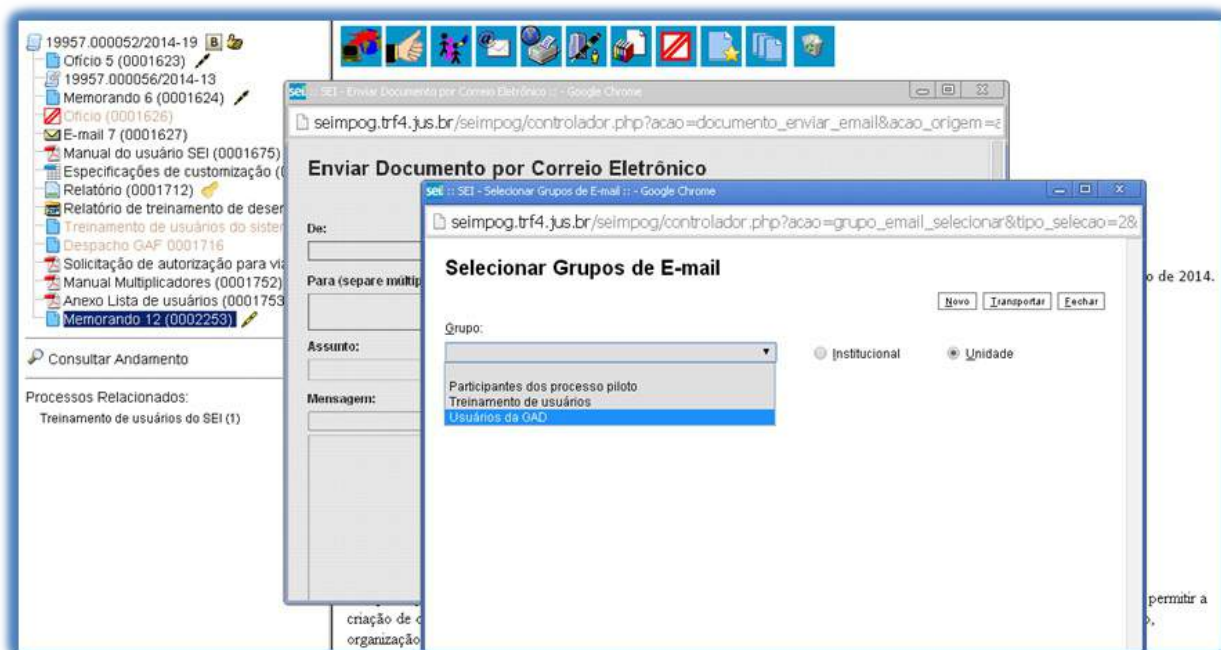 19957.000052/2014-19 B
Ofício 5 (0001623)
19957.000056/2014-13
Memorando 6 (0001624)
Ofício (0001626)
E-mail 7 (0001627)
Manual do usuário SEI (0001675)
Especificações de customização (
Relatório (0001712)
Relatório de treinamento de deser
Treinamento de usuários do sister
Despacho GAF 0001716
Solicitação de autorização para via
Manual Multiplicadores (0001752)
Anexo Lista de usuários (0001753
Memorando 12 (0002253)
Consultar Andamento
Processos Relacionados:
Treinamento de usuários do SEI (1)
sei :: SEI - Enviar Documento por Correio Eletrônico :: - Google Chrome
seimpog.trf4.jus.br/seimpog/controlador.php?acao=documento_enviar_email&acao_origem=a
Enviar Documento por Correio Eletrônico
De:
Para (separe múltip
Assunto:
Mensagem:
sei :: SEI - Selecionar Grupos de E-mail :: - Google Chrome
seimpog.trf4.jus.br/seimpog/controlador.php?acao=grupo_email_selecionar&tipo_selecao=2&
Selecionar Grupos de E-mail
Novo Transportar Fechar
Grupo:
Institucional Unidade
Participantes dos processo piloto
Treinamento de usuários
Usuários da GAD
o de 2014.
permitir a
criação de
organização